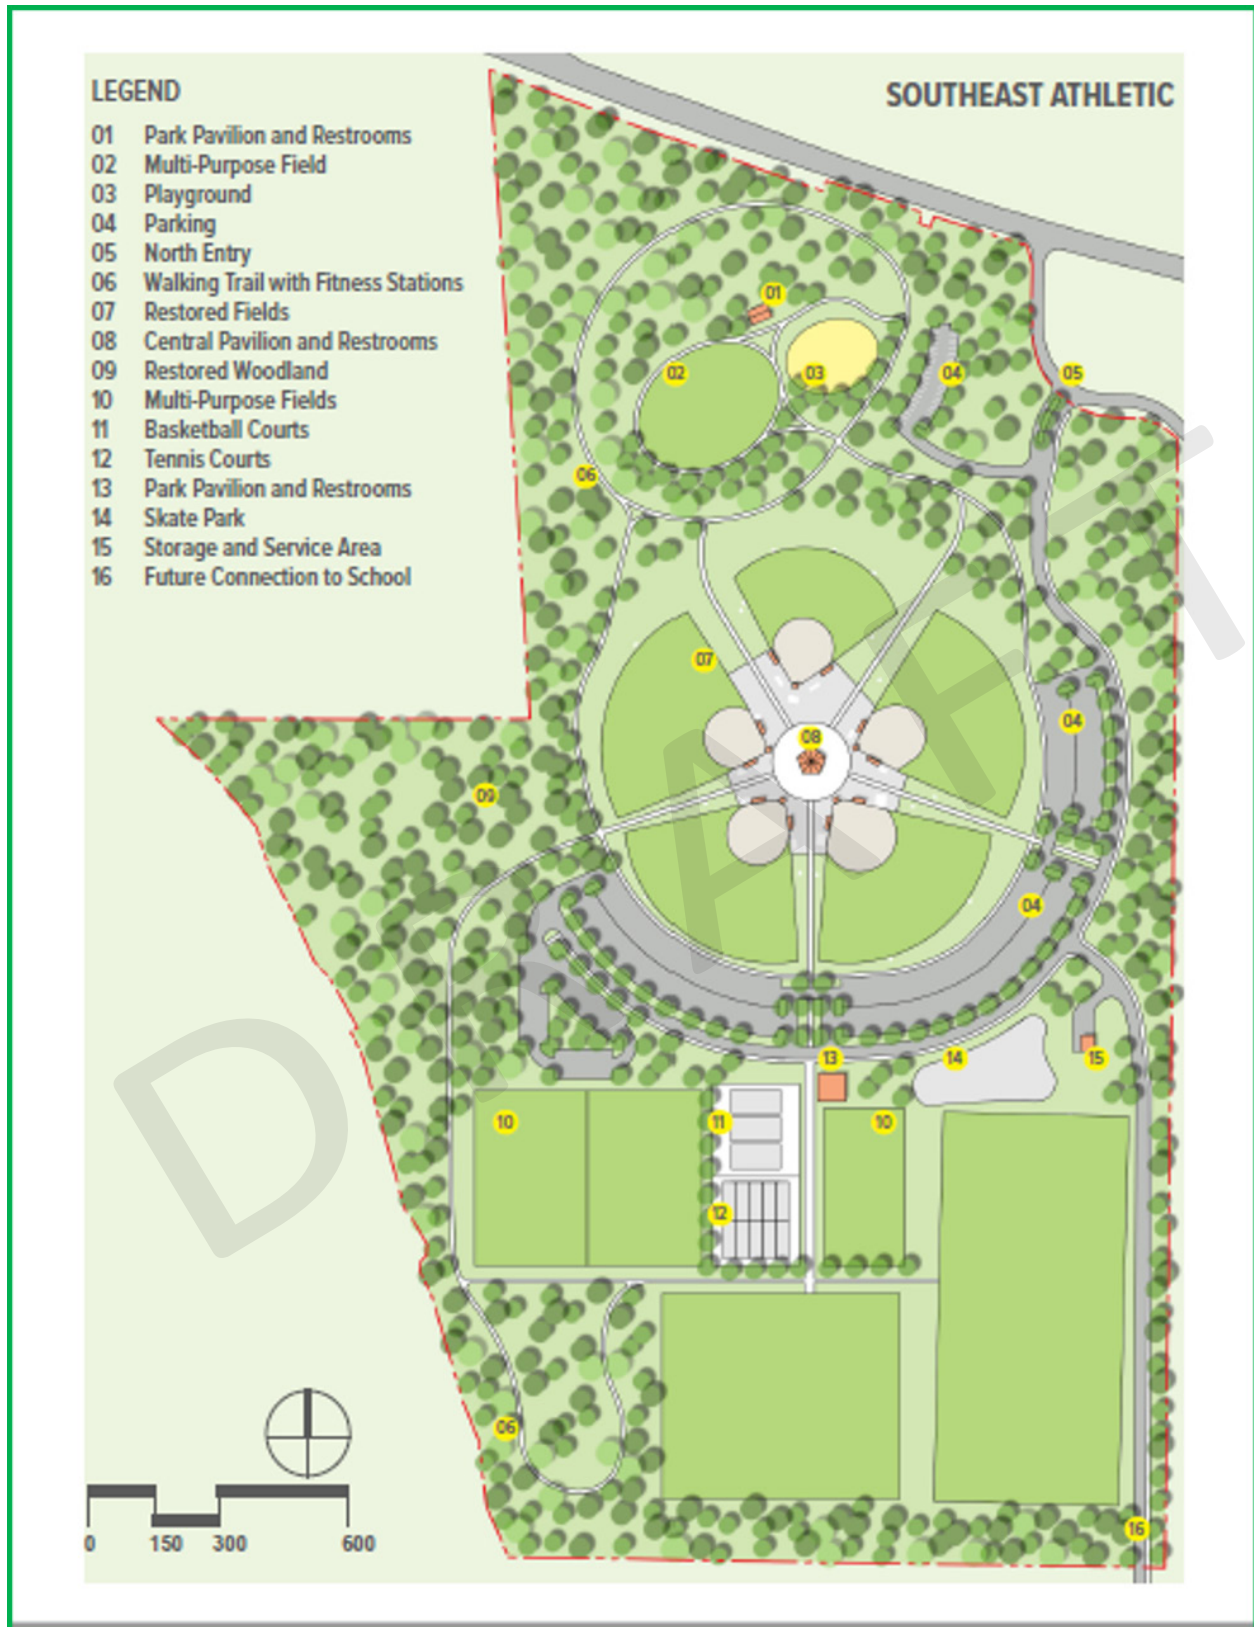 LEGEND
SOUTHEAST ATHLETIC
01 Park Pavilion and Restrooms
02 Multi-Purpose Field
03 Playground
04 Parking
05 North Entry
06 Walking Trail with Fitness Stations
07 Restored Fields
08 Central Pavilion and Restrooms
09 Restored Woodland
10 Multi-Purpose Fields
11 Basketball Courts
12 Tennis Courts
13 Park Pavilion and Restrooms
14 Skate Park
15 Storage and Service Area
16 Future Connection to School
01
02
03
04
05
06
07
04
08
09
04
13
14
15
10
11
10
12
06
16
0 150 300 600
DRAFT